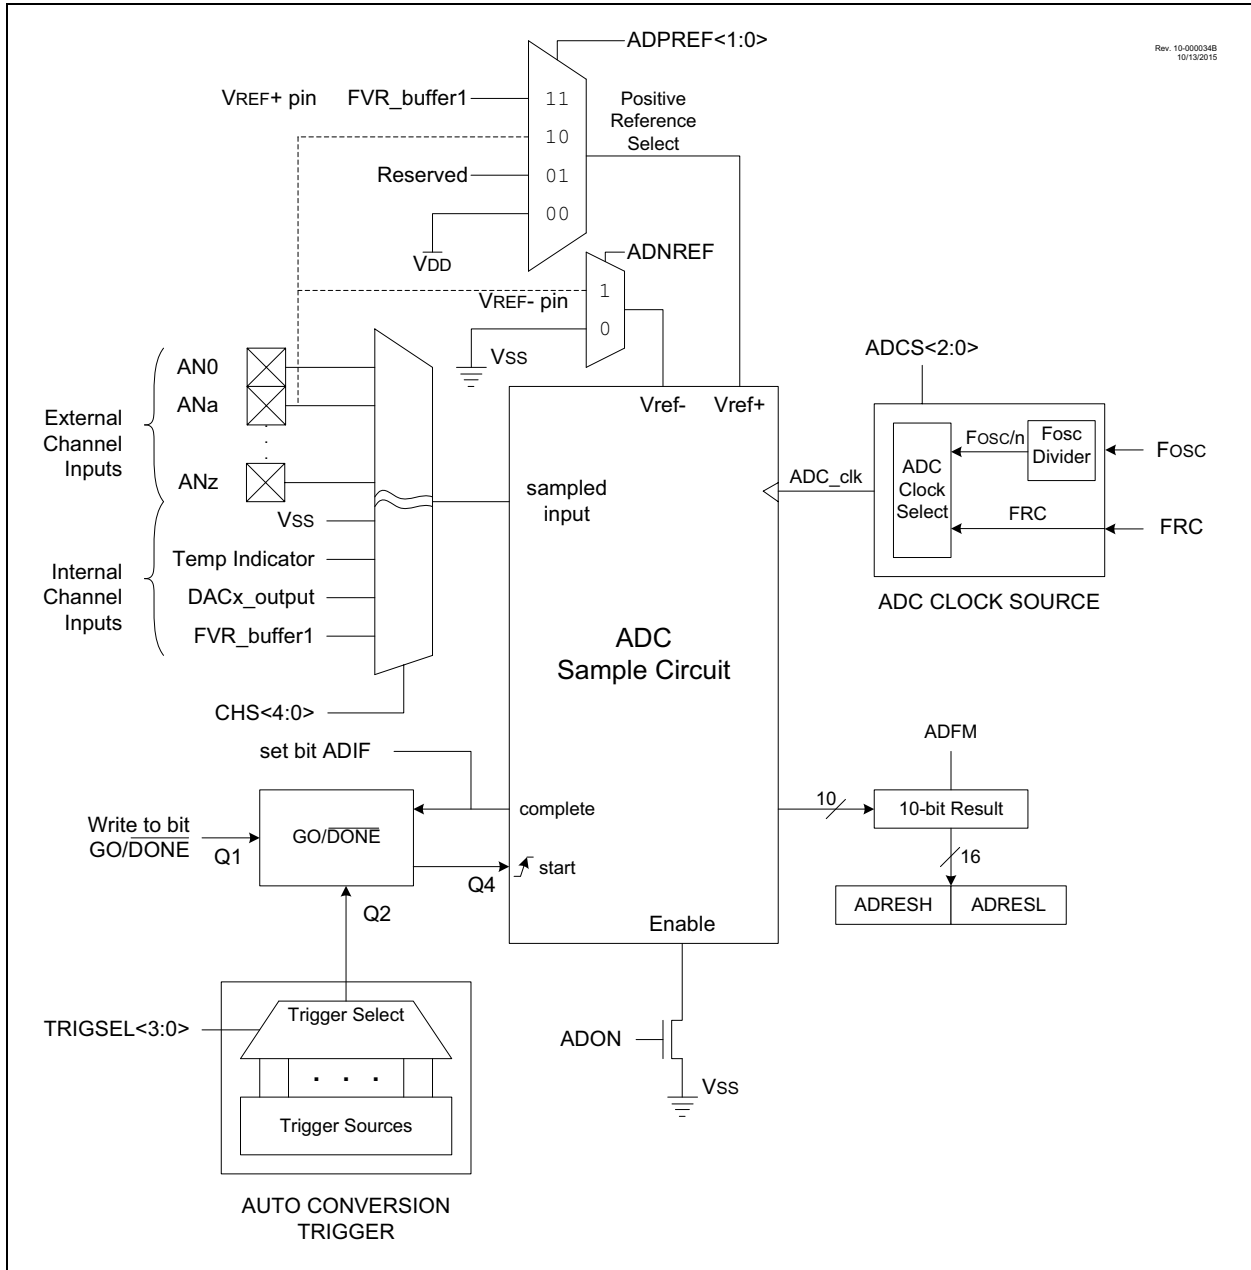 ADPREF<1:0>
Rev. 10-000034B
10/13/2015
VREF+ pin
FVR_buffer1
11
Positive
Reference
Select
10
Reserved
01
00
VDD
ADNREF
VREF- pin
1
0
VSS
External
Channel
Inputs
AN0
ANa
ANz
Internal
Channel
Inputs
VSS
Temp Indicator
DACx_output
FVR_buffer1
CHS<4:0>
Vref-
Vref+
sampled
input
ADC
Sample Circuit
ADCS<2:0>
ADC_clk
ADC
Clock
Select
FOSC/n
Fosc
Divider
FOSC
FRC
FRC
ADC CLOCK SOURCE
set bit ADIF
complete
Write to bit
GO/DONE
Q1
GO/DONE
Q4
start
Q2
Enable
ADFM
10
10-bit Result
16
ADRESH
ADRESL
ADON
VSS
TRIGSEL<3:0>
Trigger Select
. . .
Trigger Sources
AUTO CONVERSION
TRIGGER